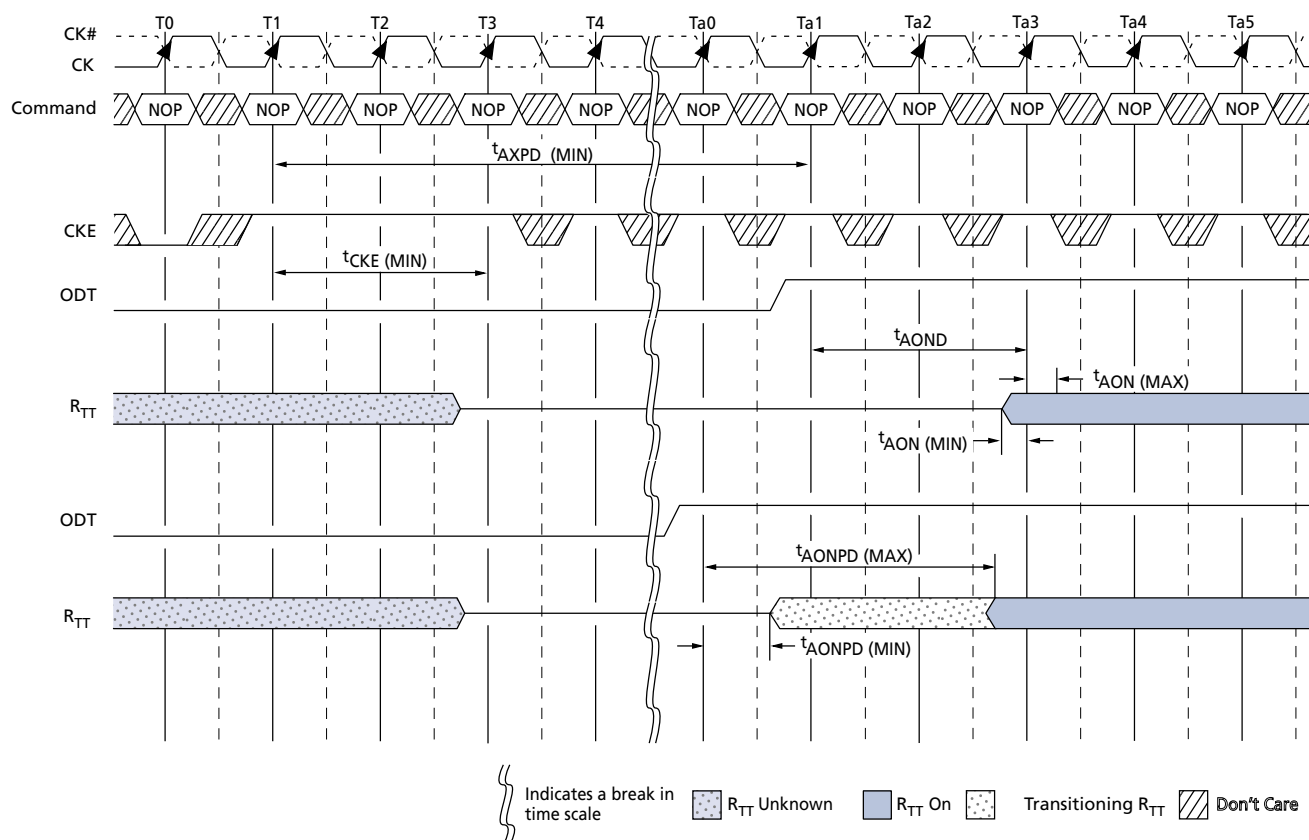 T0 T1 T2 T3 T4 Ta0 Ta1 Ta2 Ta3 Ta4 Ta5
CK#
CK
Command NOP NOP NOP NOP NOP NOP NOP NOP NOP NOP NOP
tAXPD (MIN)
CKE
tCKE (MIN)
ODT
tAOND
tAON (MAX)
RTT
tAON (MIN)
ODT
tAONPD (MAX)
RTT
tAONPD (MIN)
Indicates a break in
time scale
RTT Unknown
RTT On
Transitioning RTT
Don't Care